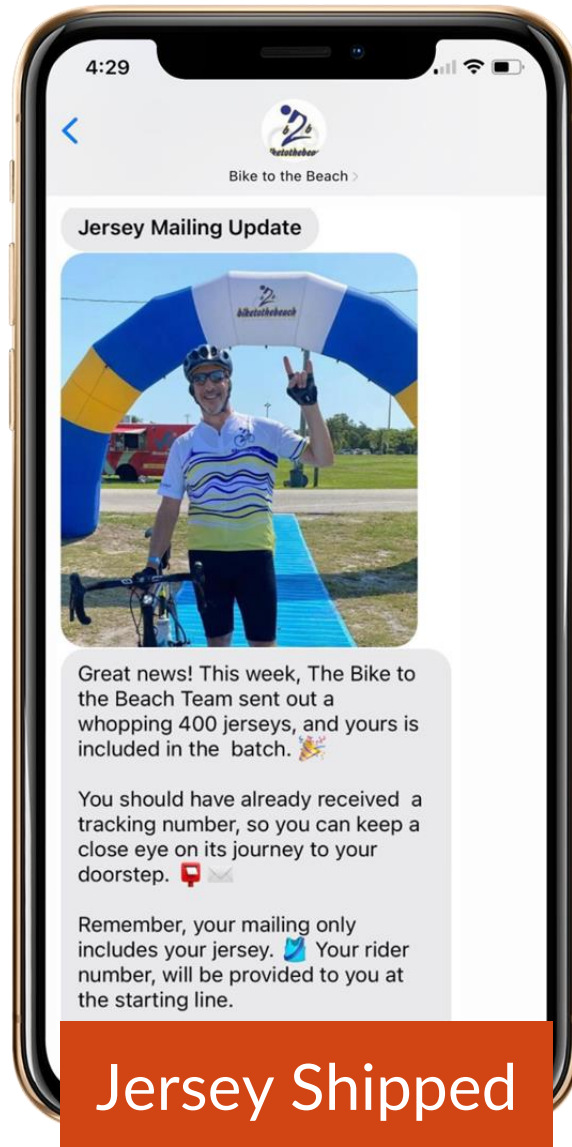 4:29
biketothebeach
Bike to the Beach
Jersey Mailing Update
biketothebeach
Great news! This week, The Bike to
the Beach Team sent out a
whopping 400 jerseys, and yours is
included in the  batch. 🎉
You should have already received  a
tracking number, so you can keep a
close eye on its journey to your
doorstep. 📮 ✉️
Remember, your mailing only
includes your jersey. 🎽 Your rider
number, will be provided to you at
the starting line.
Jersey Shipped